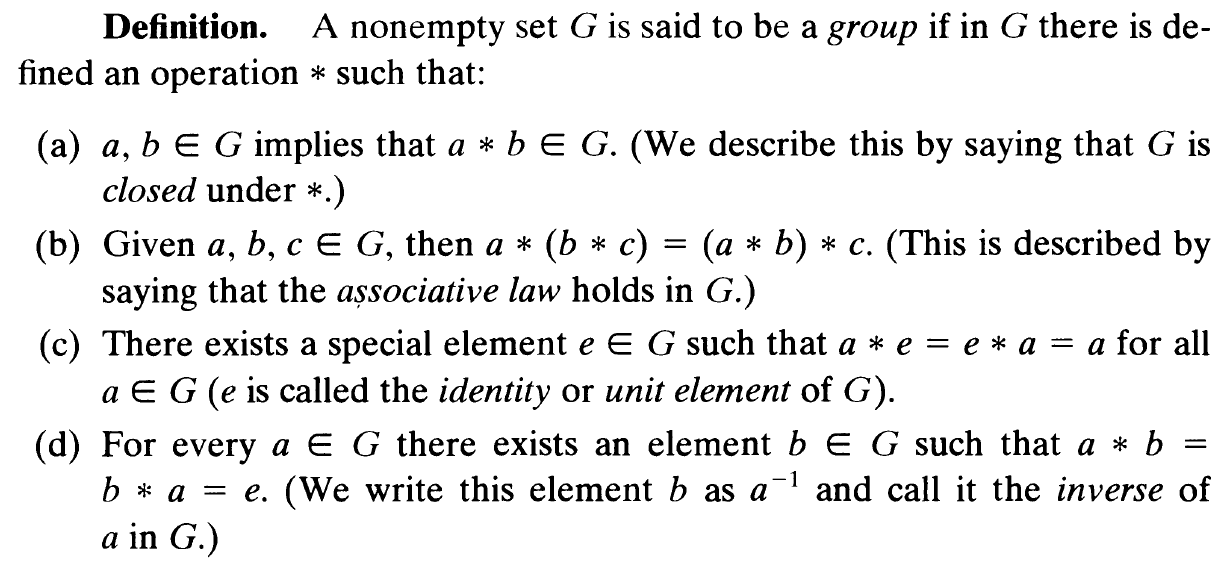 Definition. A nonempty set G is said to be a group if in G there is de-
fined an operation * such that:
(a) a, b ∈ G implies that a * b ∈ G. (We describe this by saying that G is
closed under *.)
(b) Given a, b, c ∈ G, then a * (b * c) = (a * b) * c. (This is described by
saying that the associative law holds in G.)
(c) There exists a special element e ∈ G such that a * e = e * a = a for all
a ∈ G (e is called the identity or unit element of G).
(d) For every a ∈ G there exists an element b ∈ G such that a * b =
b * a = e. (We write this element b as a⁻¹ and call it the inverse of
a in G.)